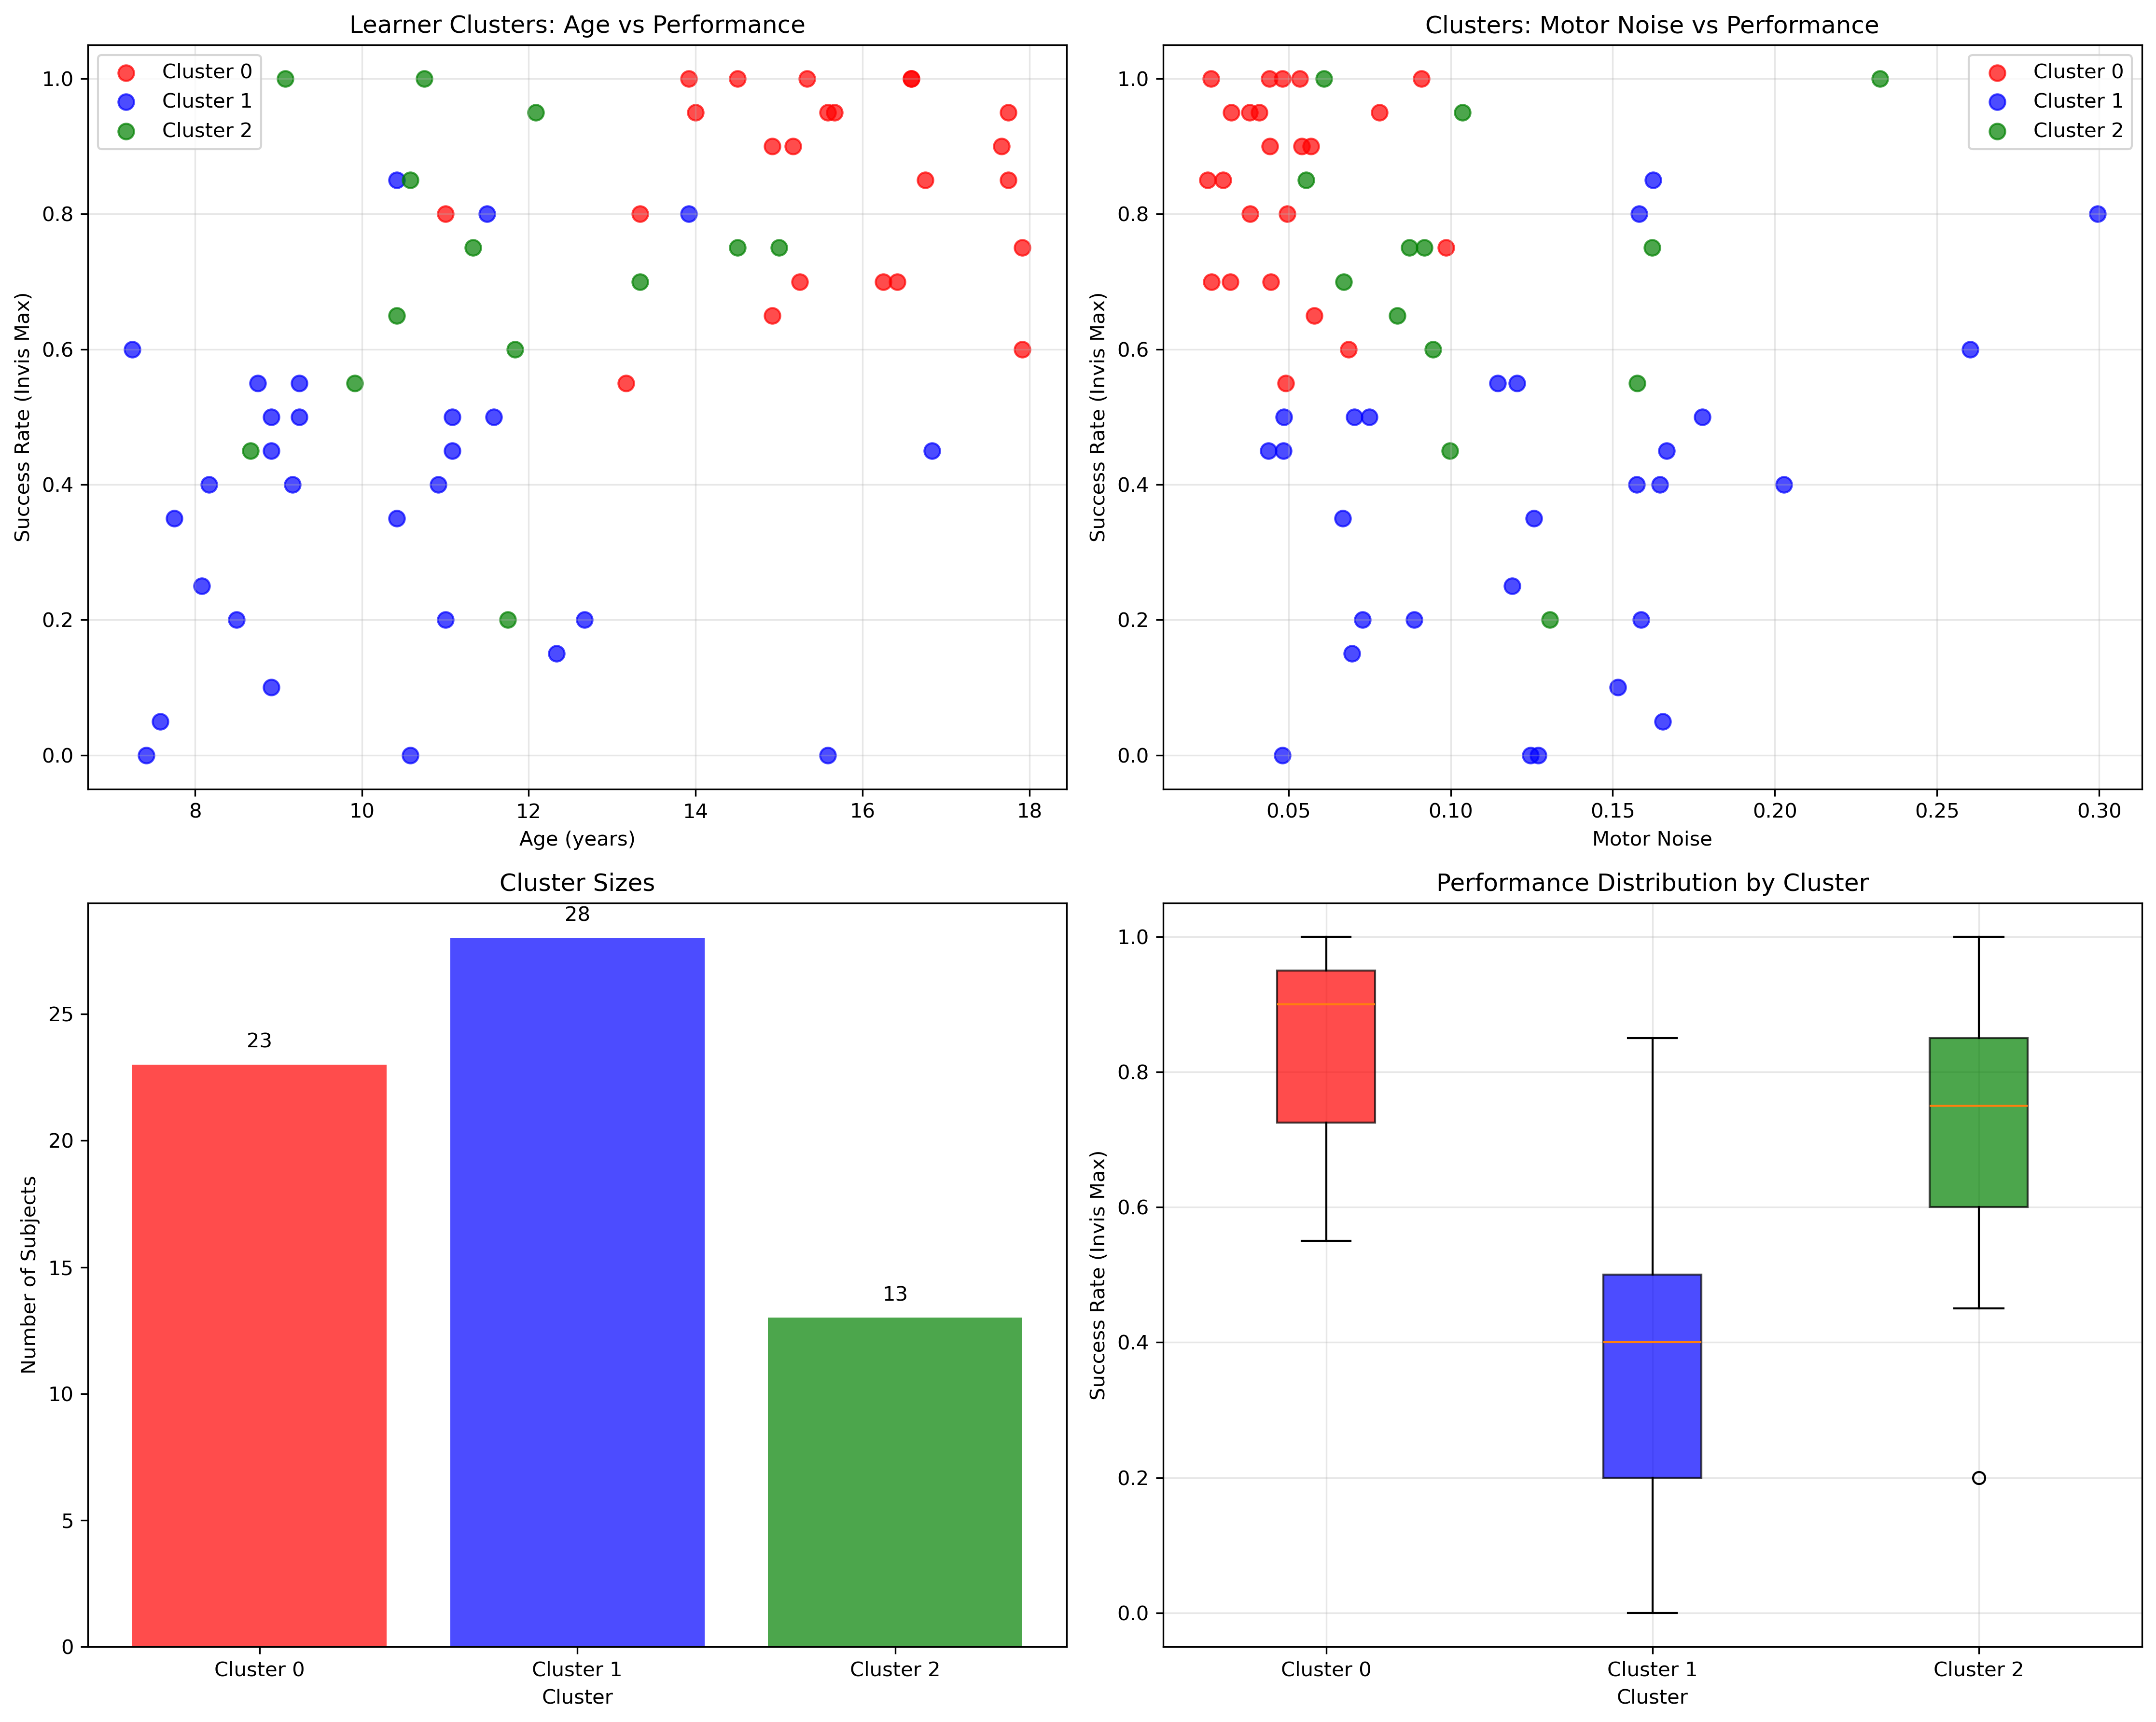 Learner Clusters: Age vs Performance
Cluster 0
Cluster 1
Cluster 2
1.0
0.8
0.6
0.4
0.2
0.0
Success Rate (Invis Max)
8
10
12
14
16
18
Age (years)
Clusters: Motor Noise vs Performance
Cluster 0
Cluster 1
Cluster 2
1.0
0.8
0.6
0.4
0.2
0.0
Success Rate (Invis Max)
0.05
0.10
0.15
0.20
0.25
0.30
Motor Noise
Cluster Sizes
28
23
13
25
20
15
10
5
0
Number of Subjects
Cluster 0
Cluster 1
Cluster 2
Cluster
Performance Distribution by Cluster
1.0
0.8
0.6
0.4
0.2
0.0
Success Rate (Invis Max)
Cluster 0
Cluster 1
Cluster 2
Cluster